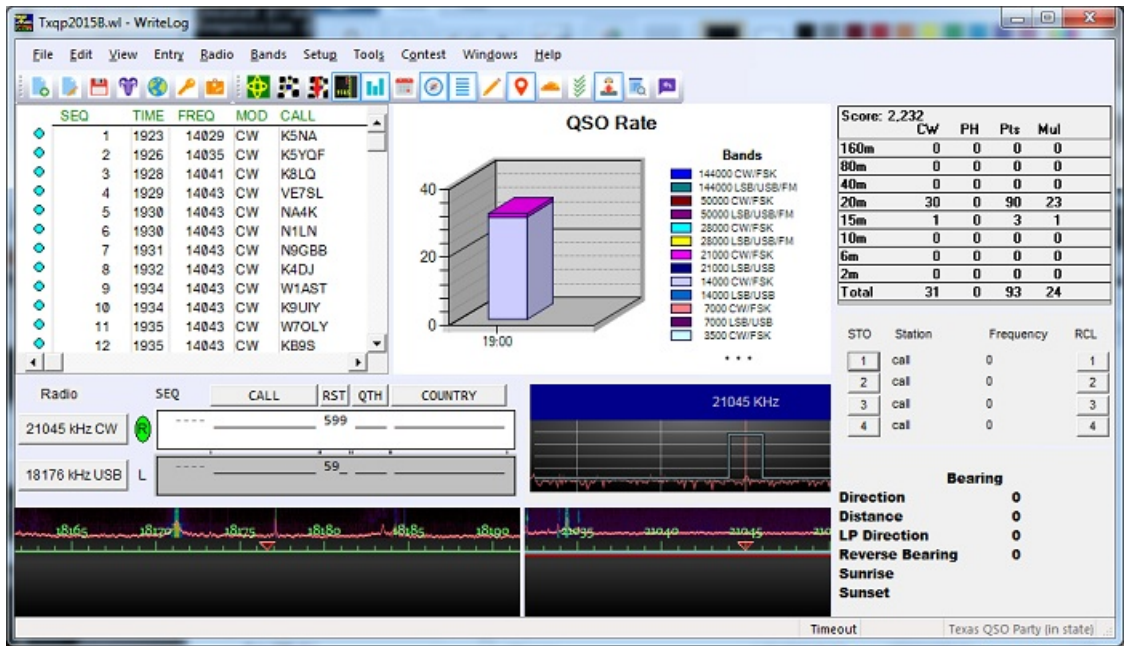 Txqp2015B.wl - WriteLog
File Edit View Entry Radio Bands Setup Tools Contest Windows Help
SEQ TIME FREQ MOD CALL
1 1923 14029 CW K5NA
2 1926 14035 CW K5YQF
3 1928 14041 CW K8LQ
4 1929 14043 CW VE7SL
5 1930 14043 CW NA4K
6 1930 14043 CW N1LN
7 1931 14043 CW N9GBB
8 1932 14043 CW K4DJ
9 1934 14043 CW W1AST
10 1934 14043 CW K9UIY
11 1935 14043 CW W7OLY
12 1935 14043 CW KB9S
QSO Rate
40
20
0
19:00
Bands
144000 CW/FSK
144000 LSB/USB/FM
50000 CW/FSK
50000 LSB/USB/FM
28000 CW/FSK
28000 LSB/USB/FM
21000 CW/FSK
21000 LSB/USB
14000 CW/FSK
14000 LSB/USB
7000 CW/FSK
7000 LSB/USB
3500 CW/FSK
Score: 2,232
CW PH Pts Mul
160m 0 0 0 0
80m 0 0 0 0
40m 0 0 0 0
20m 30 0 90 23
15m 1 0 3 1
10m 0 0 0 0
6m 0 0 0 0
2m 0 0 0 0
Total 31 0 93 24
STO Station Frequency RCL
1 call 0 1
2 call 0 2
3 call 0 3
4 call 0 4
Radio SEQ CALL RST QTH COUNTRY
21045 kHz CW R ---- 599
18176 kHz USB L ---- 59_
21045 KHz
Bearing
Direction 0
Distance 0
LP Direction 0
Reverse Bearing 0
Sunrise
Sunset
18165 18170 18175 18180 18185 18190
21035 21040 21045 210
Timeout Texas QSO Party (in state)